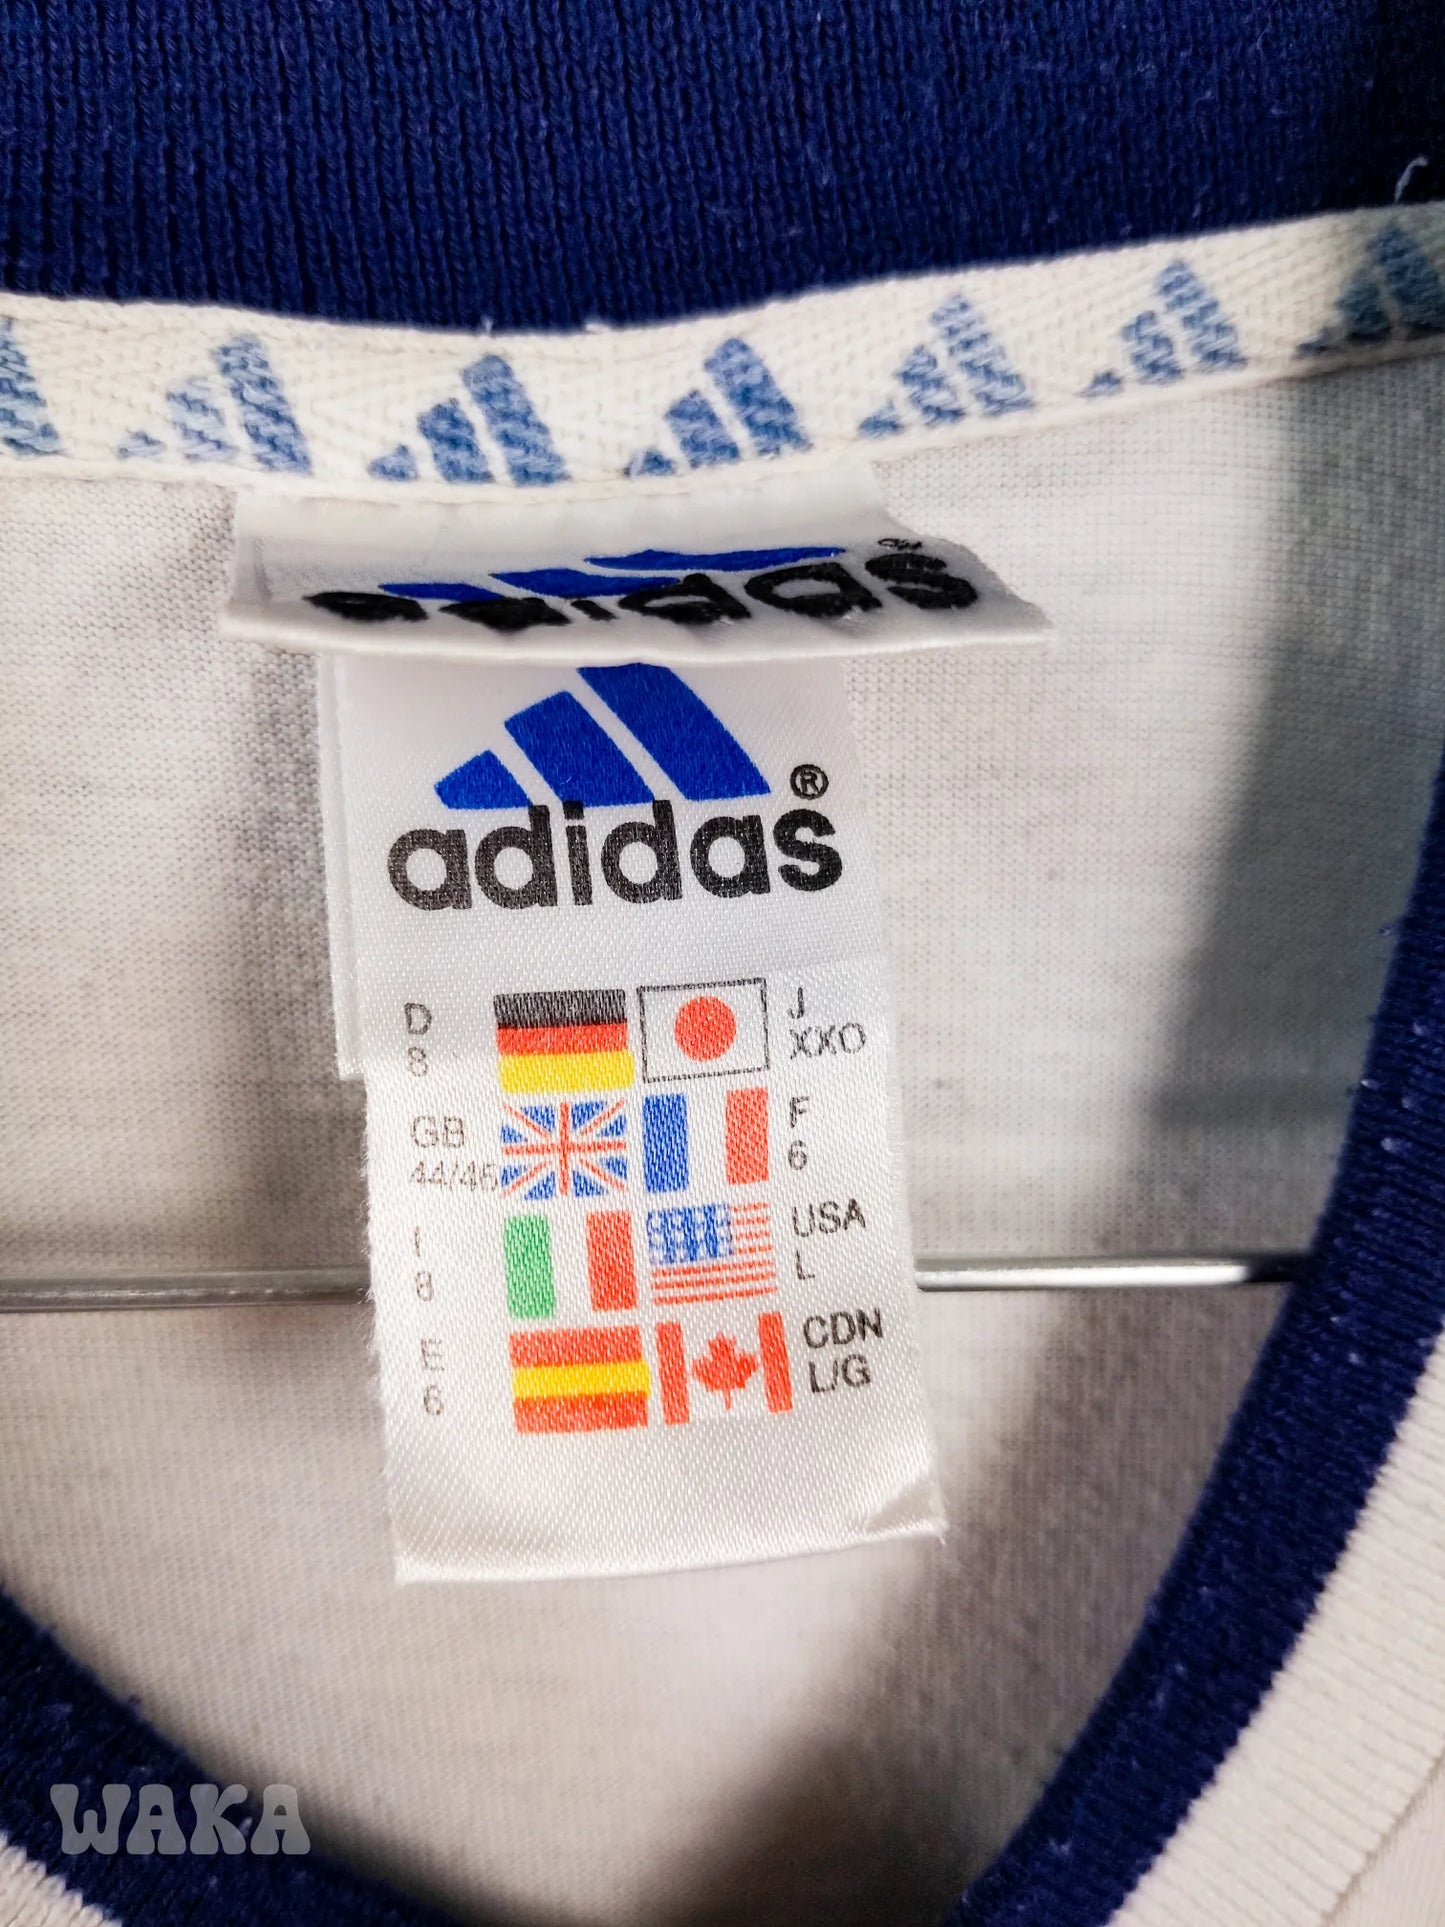 adidas
adidas ®
D
8
J
XXO
GB
44/46
F
6
I
8
USA
L
E
6
CDN
L/G
WAKA